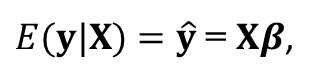 E(𝐲|𝐗) = 𝐲̂ = 𝐗𝜷,